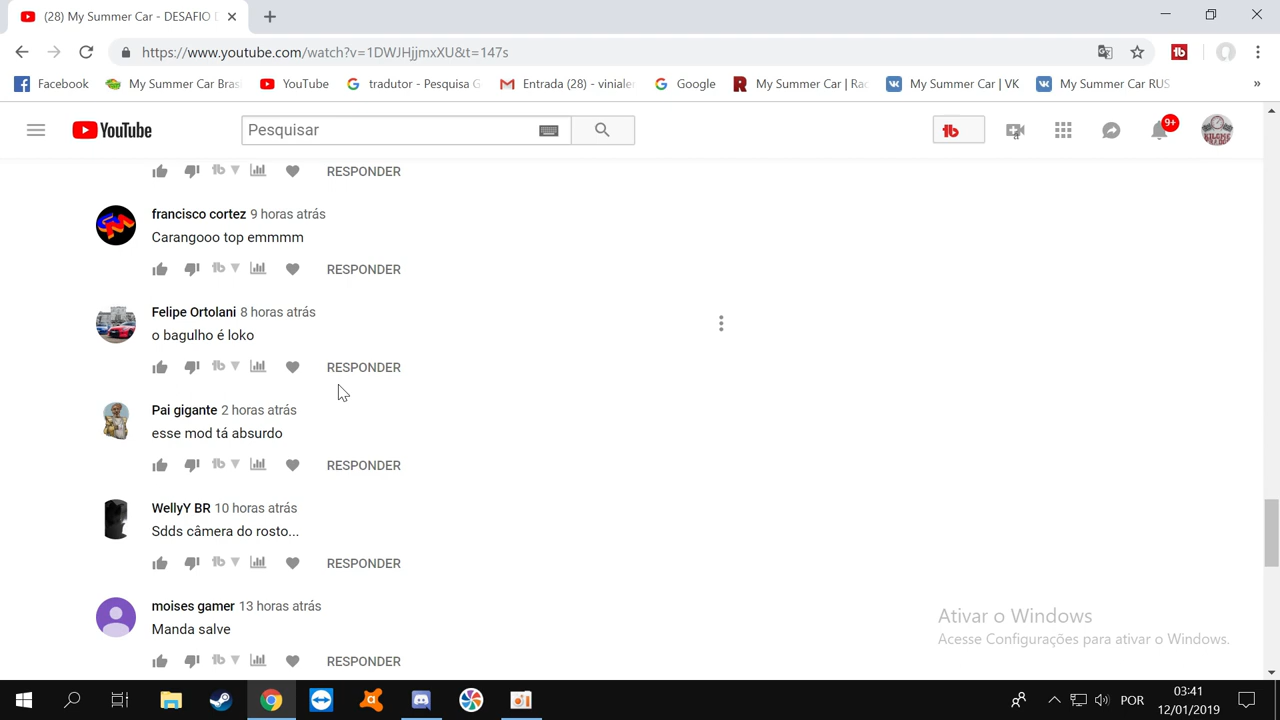 (28) My Summer Car - DESAFIO D
https://www.youtube.com/watch?v=1DWJHjjmxXU&t=147s
Facebook My Summer Car Bras YouTube tradutor - Pesquisa G Entrada (28) - viniale Google My Summer Car | Ra My Summer Car | VK My Summer Car RUS »
YouTube Pesquisar 9+
RESPONDER
francisco cortez 9 horas atrás
Carangooo top emmmm
RESPONDER
Felipe Ortolani 8 horas atrás
o bagulho é loko
RESPONDER
Pai gigante 2 horas atrás
esse mod tá absurdo
RESPONDER
WellyY BR 10 horas atrás
Sdds câmera do rosto...
RESPONDER
moises gamer 13 horas atrás
Manda salve
RESPONDER
Ativar o Windows
Acesse Configurações para ativar o Windows.
POR
03:41
12/01/2019